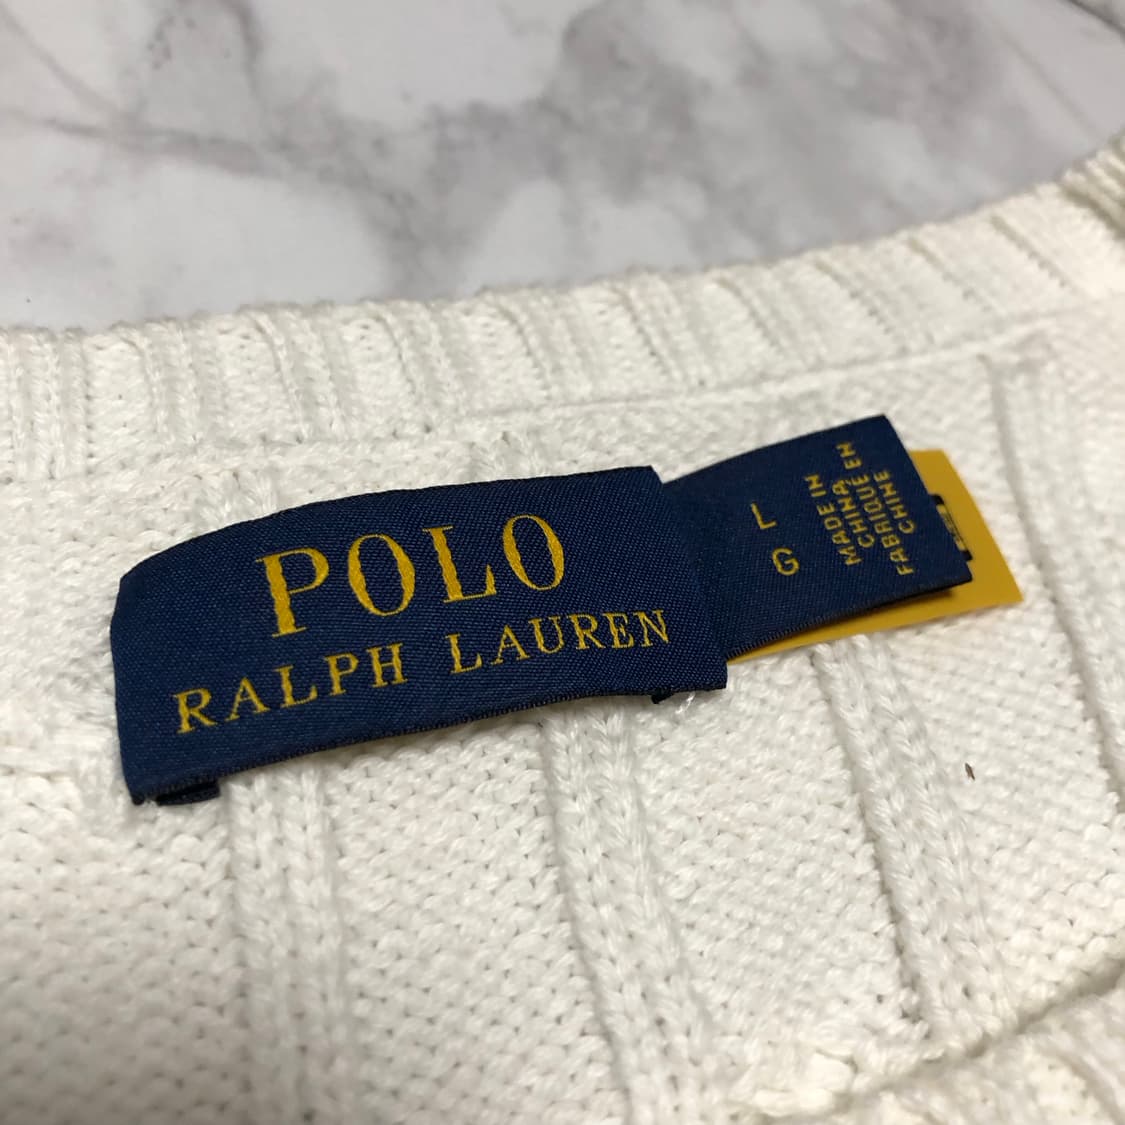 POLO
RALPH LAUREN
L
G
MADE IN
CHINA
FABRIQUÉ EN
CHINE